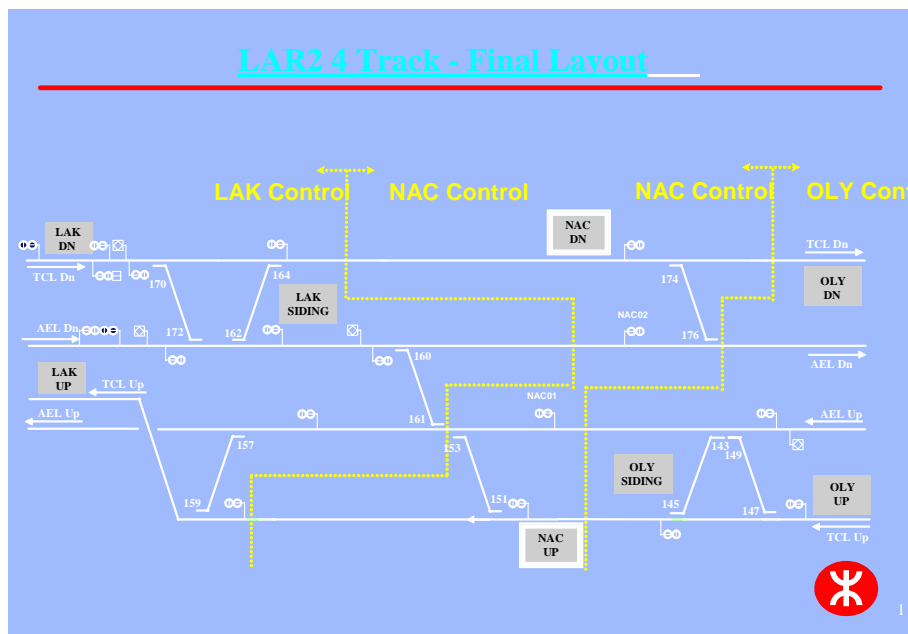 LAR2 4 Track - Final Layout
LAK Control
NAC Control
NAC Control
OLY Cont
LAK
DN
NAC
DN
TCL Dn
TCL Dn
170
164
174
OLY
DN
LAK
SIDING
NAC02
AEL Dn
172
162
176
160
AEL Dn
LAK
UP
TCL Up
NAC01
AEL Up
161
AEL Up
157
153
143
149
OLY
SIDING
OLY
UP
159
151
145
147
NAC
UP
TCL Up
1